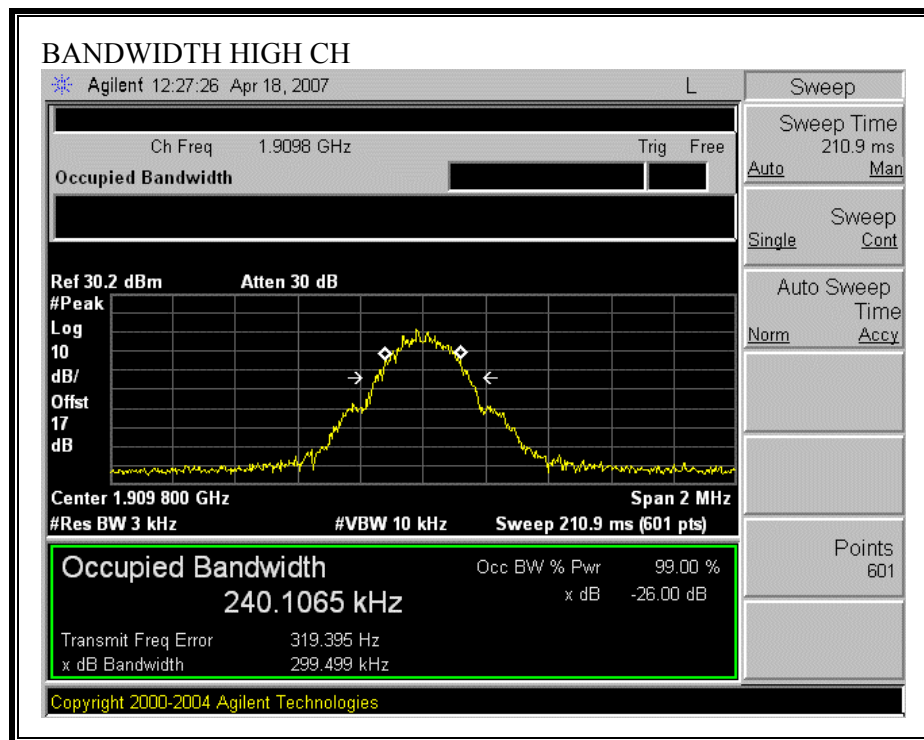 BANDWIDTH HIGH CH
Agilent 12:27:26 Apr 18, 2007 L
Sweep
Ch Freq 1.9098 GHz Trig Free
Occupied Bandwidth
Sweep Time
210.9 ms
Auto Man
Sweep
Single Cont
Auto Sweep
Time
Norm Accy
Ref 30.2 dBm Atten 30 dB
#Peak
Log
10
dB/
Offst
17
dB
Center 1.909 800 GHz Span 2 MHz
#Res BW 3 kHz #VBW 10 kHz Sweep 210.9 ms (601 pts)
Points
601
Occupied Bandwidth
240.1065 kHz
Occ BW % Pwr 99.00 %
x dB -26.00 dB
Transmit Freq Error 319.395 Hz
x dB Bandwidth 299.499 kHz
Copyright 2000-2004 Agilent Technologies